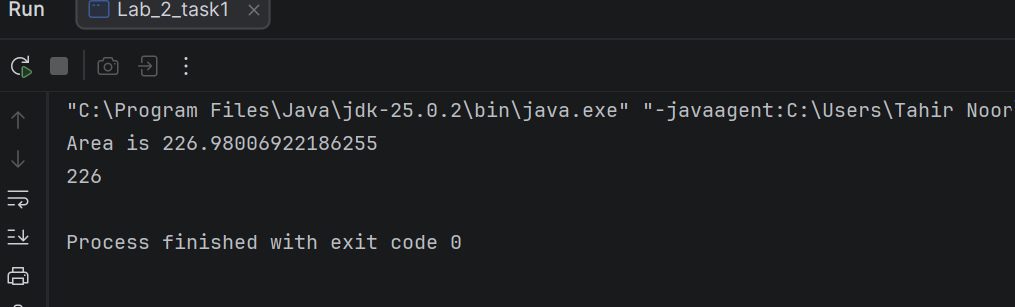 Run
Lab_2_task1
"C:\Program Files\Java\jdk-25.0.2\bin\java.exe" "-javaagent:C:\Users\Tahir Noor
Area is 226.98006922186255
226
Process finished with exit code 0